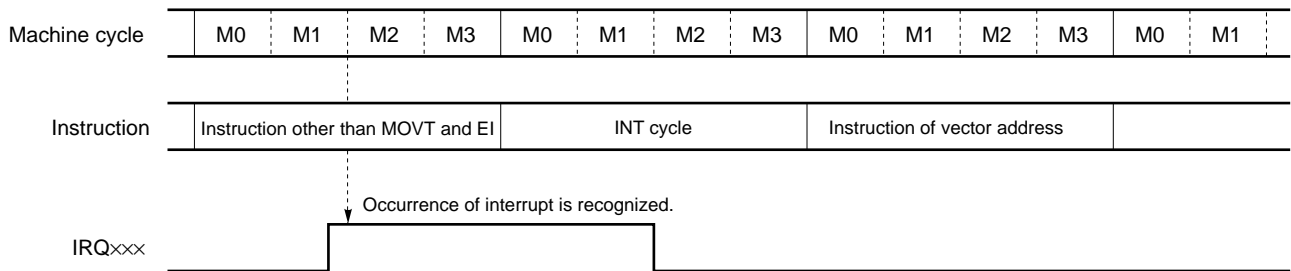 Machine cycle M0 M1 M2 M3 M0 M1 M2 M3 M0 M1 M2 M3 M0 M1
Instruction Instruction other than MOVT and EI INT cycle Instruction of vector address
Occurrence of interrupt is recognized.
IRQ×××